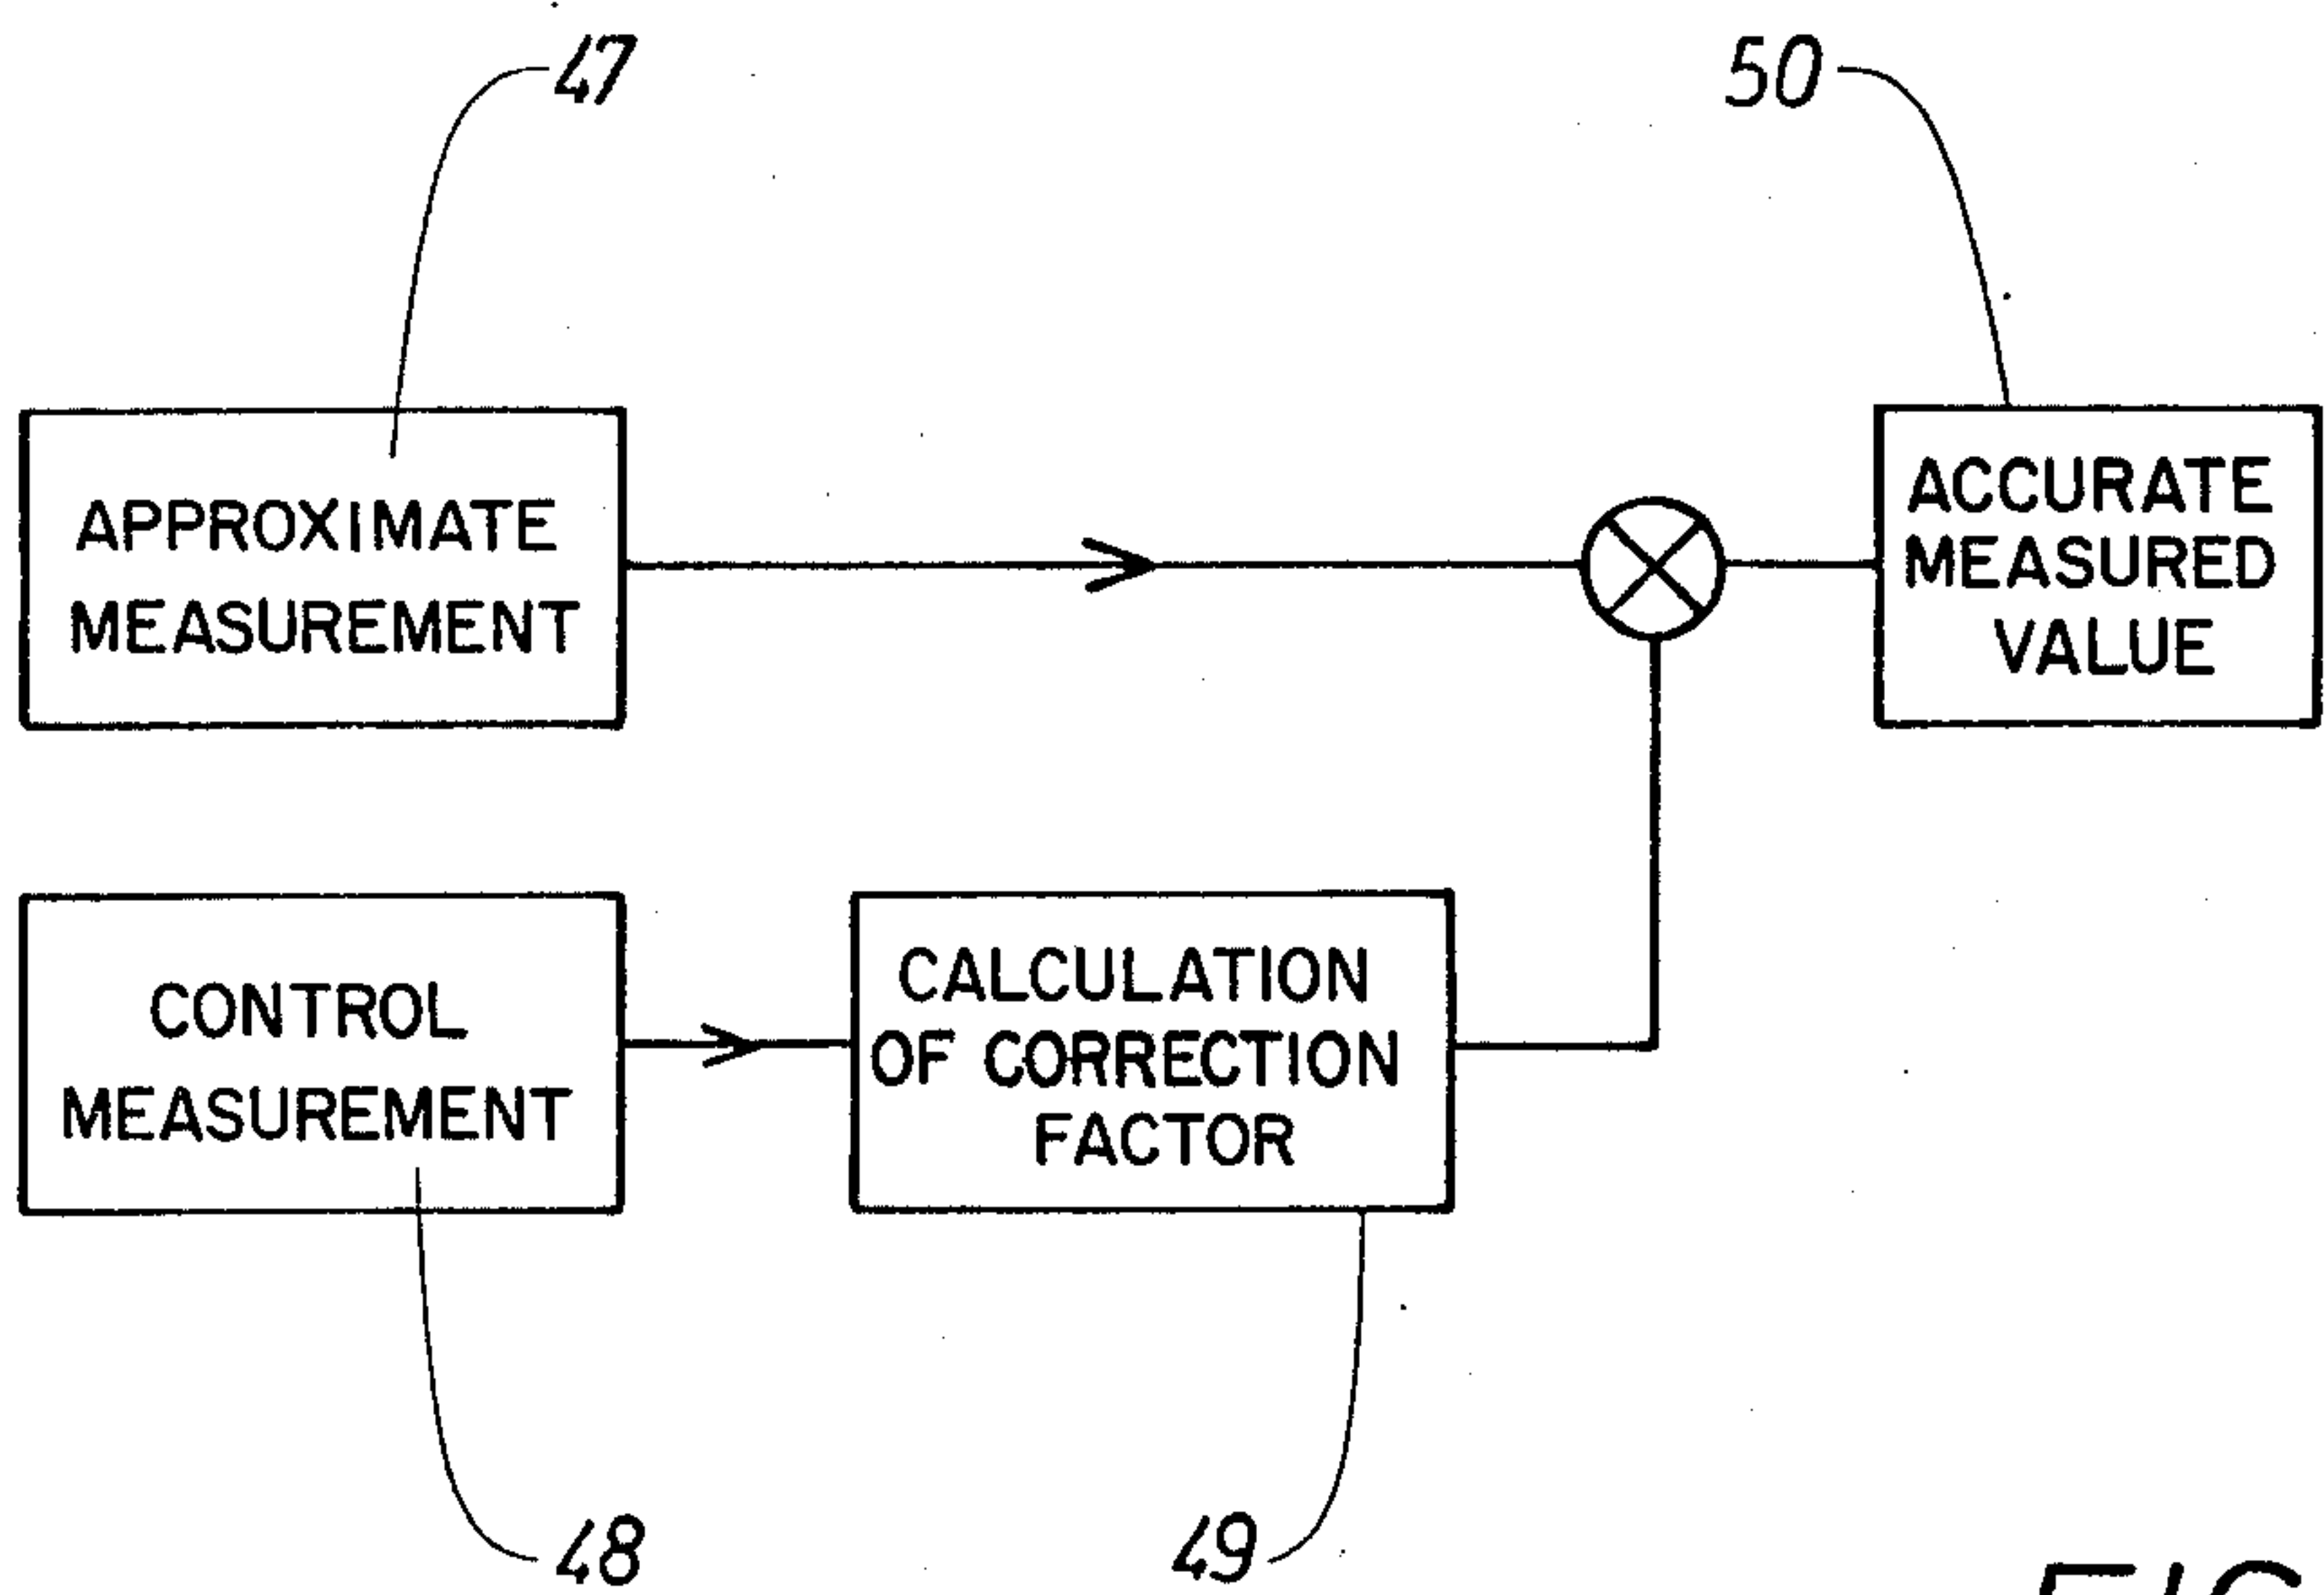 47
50
APPROXIMATE
MEASUREMENT
ACCURATE
MEASURED
VALUE
CONTROL
MEASUREMENT
CALCULATION
OF CORRECTION
FACTOR
48
49